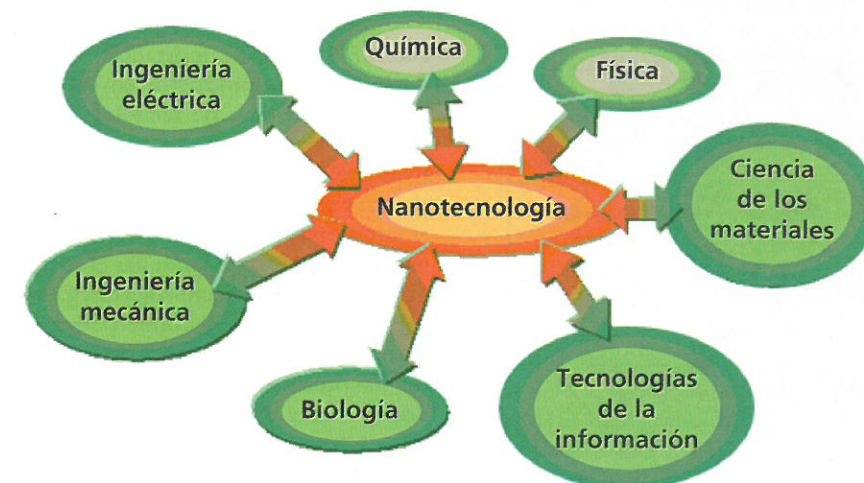 Química
Ingeniería
eléctrica
Física
Ciencia
de los
materiales
Nanotecnología
Ingeniería
mecánica
Biología
Tecnologías
de la
información